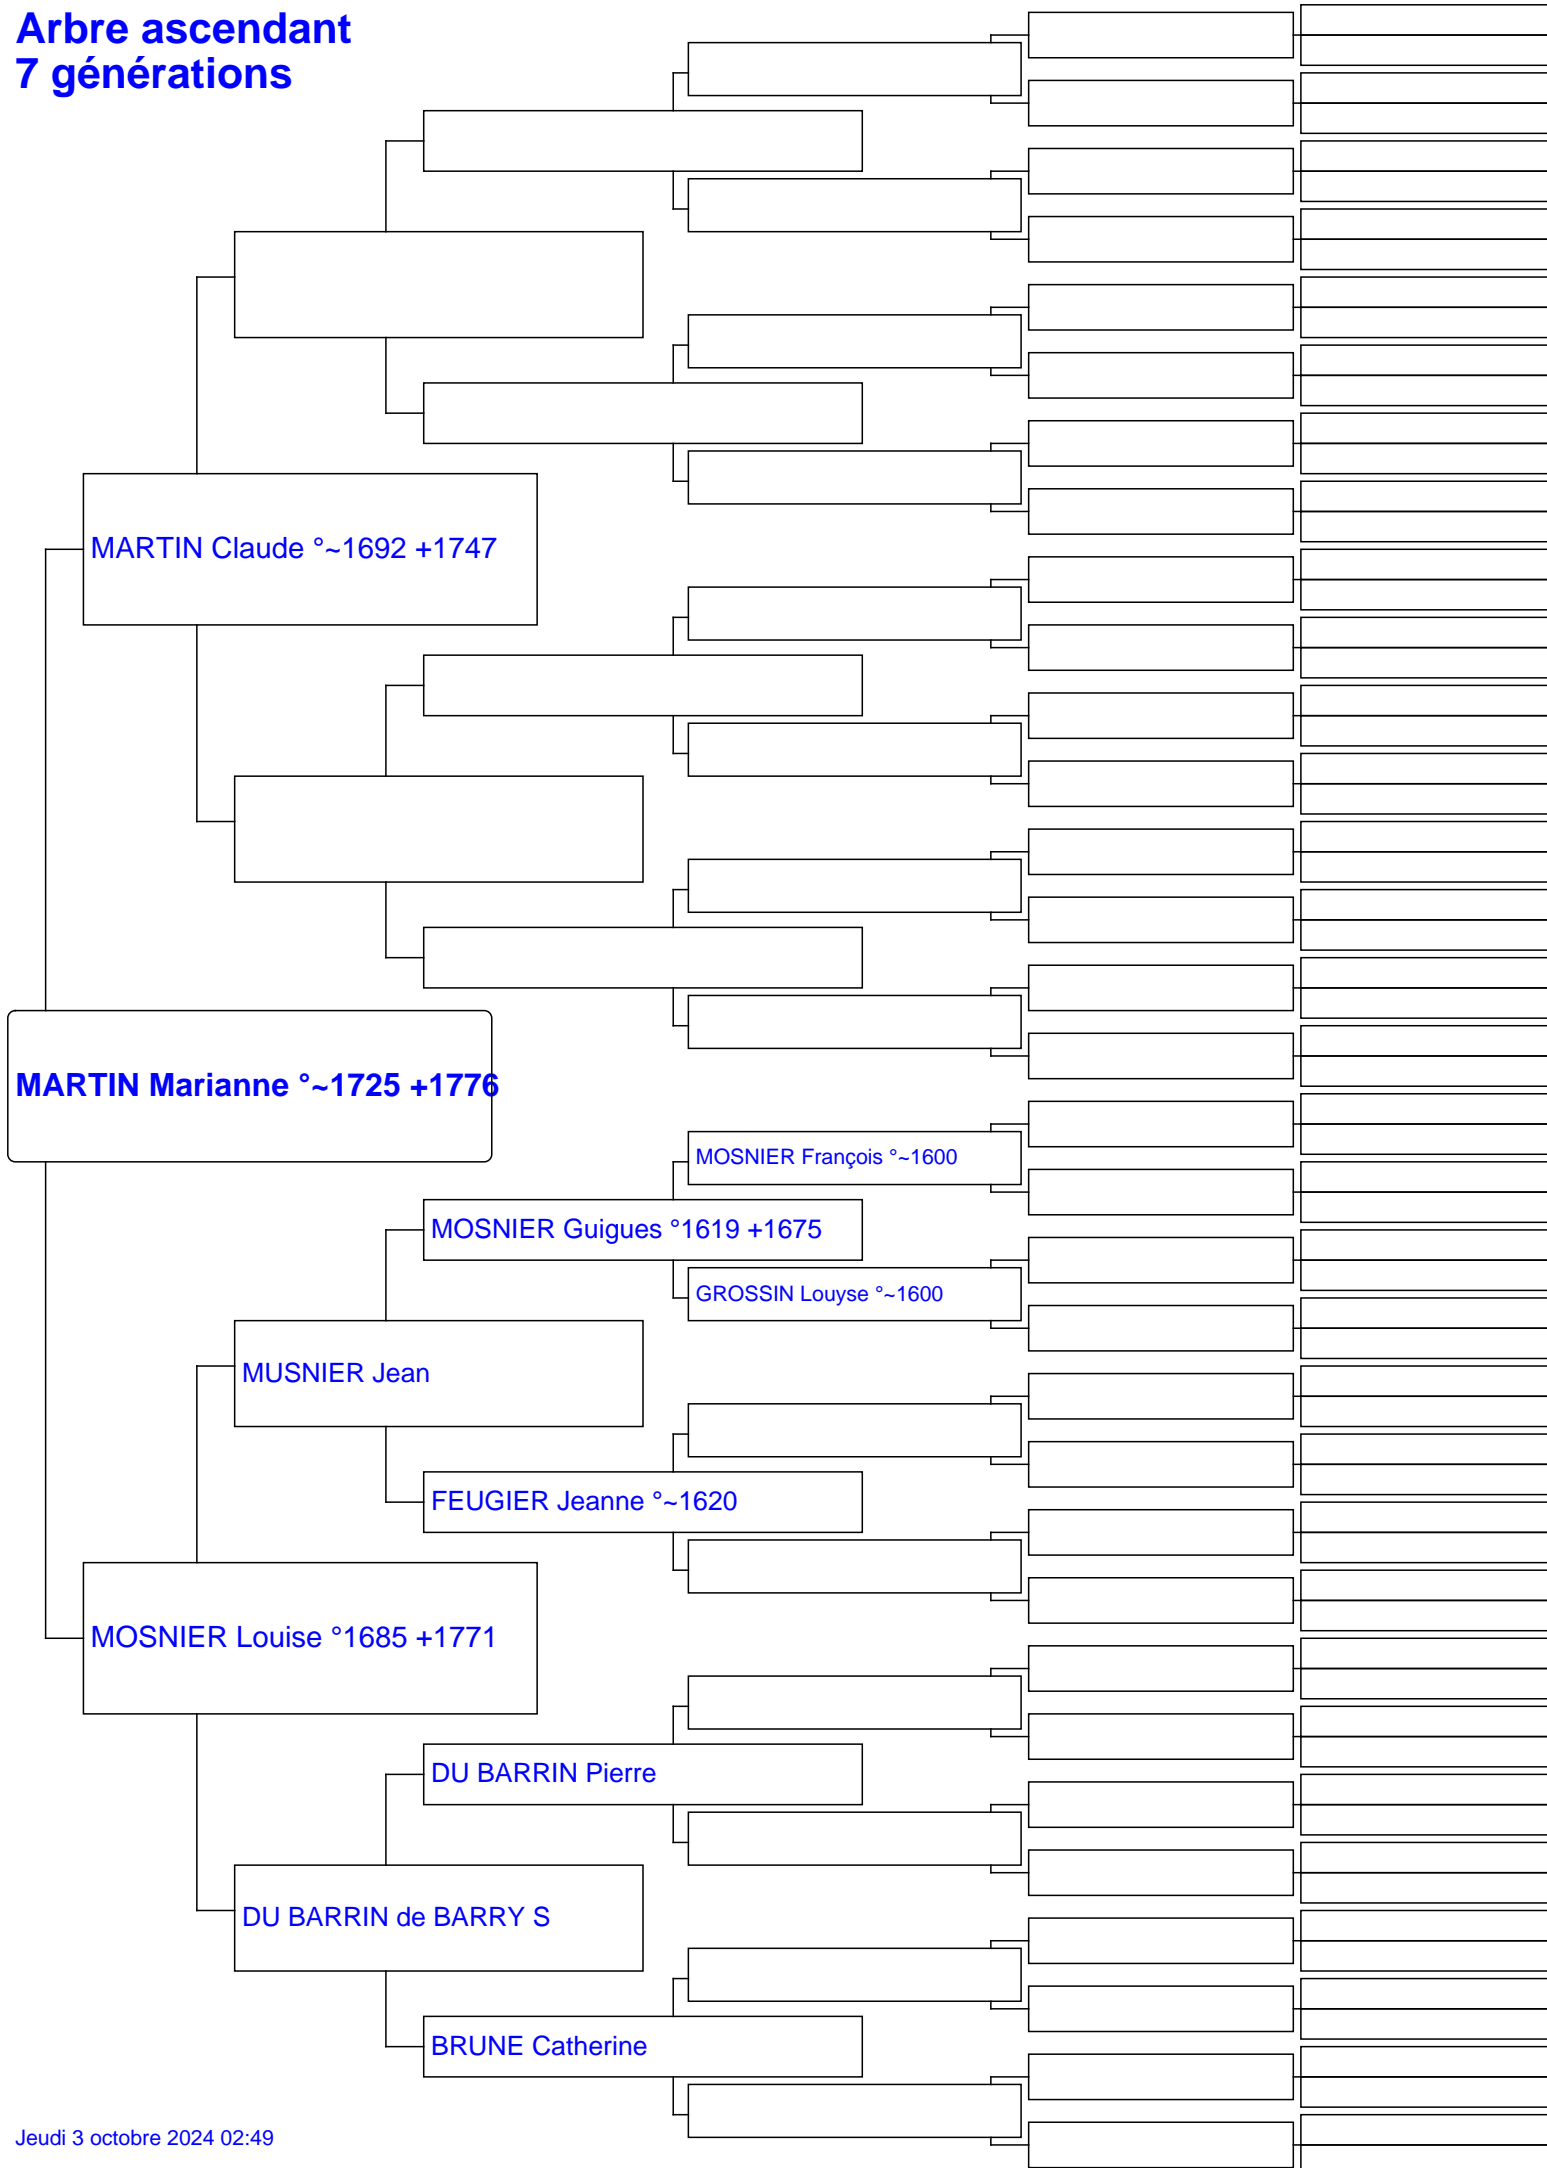 Arbre ascendant
7 générations
MARTIN Claude °~1692 +1747
MARTIN Marianne °~1725 +1776
MOSNIER François °~1600
MOSNIER Guigues °1619 +1675
GROSSIN Louyse °~1600
MUSNIER Jean
FEUGIER Jeanne °~1620
MOSNIER Louise °1685 +1771
DU BARRIN Pierre
DU BARRIN de BARRY S
BRUNE Catherine
Jeudi 3 octobre 2024 02:49